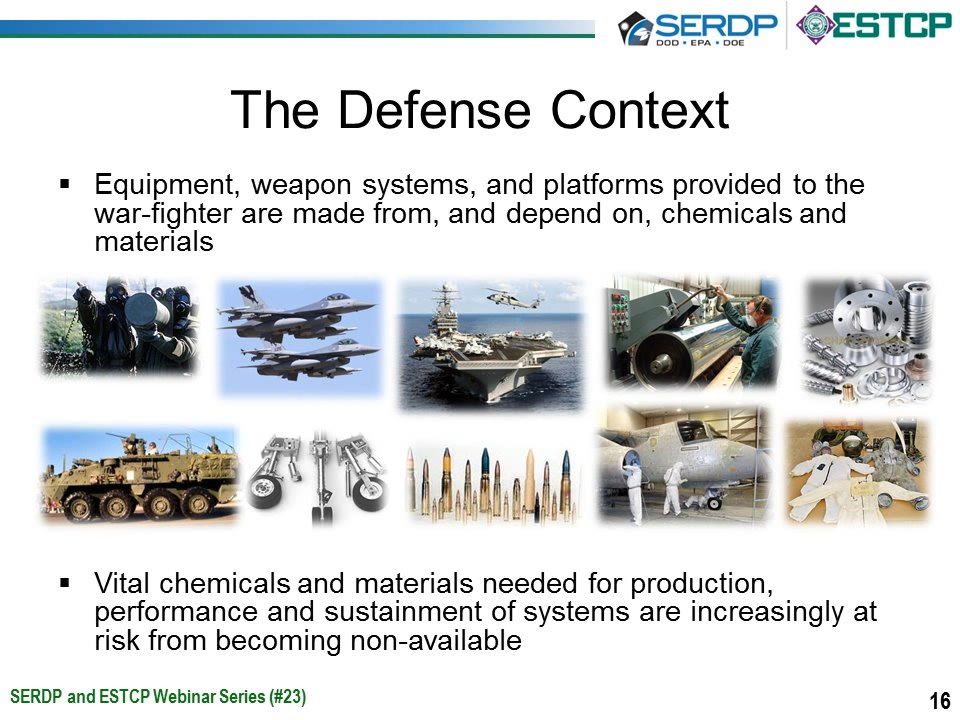 SERDP
DOD • EPA • DOE
ESTCP
The Defense Context
▪ Equipment, weapon systems, and platforms provided to the
war-fighter are made from, and depend on, chemicals and
materials
▪ Vital chemicals and materials needed for production,
performance and sustainment of systems are increasingly at
risk from becoming non-available
SERDP and ESTCP Webinar Series (#23)
16